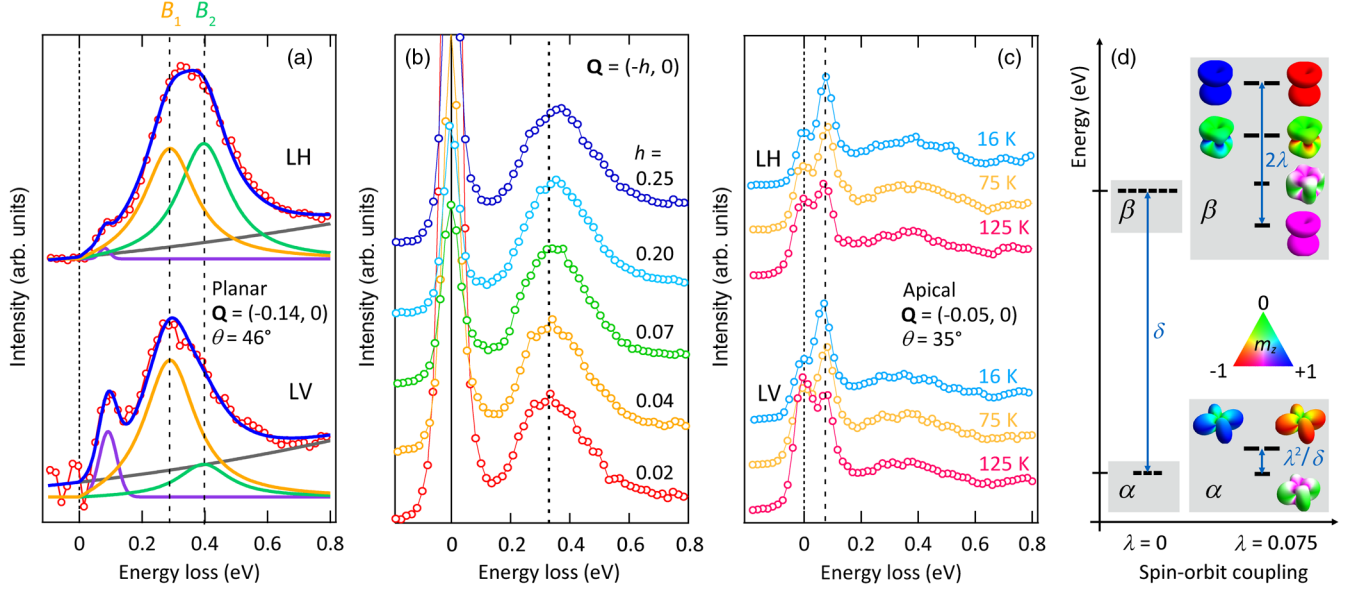 B₁ B₂
(a)
LH
Planar
Q = (-0.14, 0)
θ = 46°
LV
Intensity (arb. units)
0 0.2 0.4 0.6 0.8
Energy loss (eV)
(b)
Q = (-h, 0)
h =
0.25
0.20
0.07
0.04
0.02
Intensity (arb. units)
0 0.2 0.4 0.6 0.8
Energy loss (eV)
(c)
LH
16 K
75 K
125 K
Apical
Q = (-0.05, 0)
θ = 35°
LV
16 K
75 K
125 K
Intensity (arb. units)
0 0.2 0.4 0.6 0.8
Energy loss (eV)
(d)
Energy (eV)
β
δ
α
2λ
β
0
m_z
-1 +1
λ²/δ
α
λ = 0 λ = 0.075
Spin-orbit coupling